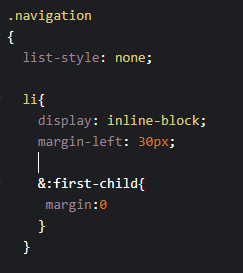 .navigation
{
  list-style: none;

  li{
    display: inline-block;
    margin-left: 30px;

    &:first-child{
     margin:0
    }
  }